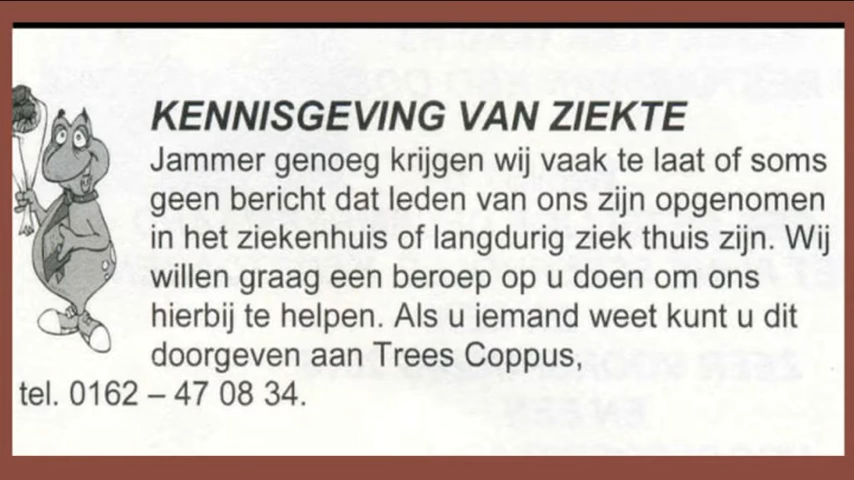 KENNISGEVING VAN ZIEKTE
Jammer genoeg krijgen wij vaak te laat of soms
geen bericht dat leden van ons zijn opgenomen
in het ziekenhuis of langdurig ziek thuis zijn. Wij
willen graag een beroep op u doen om ons
hierbij te helpen. Als u iemand weet kunt u dit
doorgeven aan Trees Coppus,
tel. 0162 – 47 08 34.